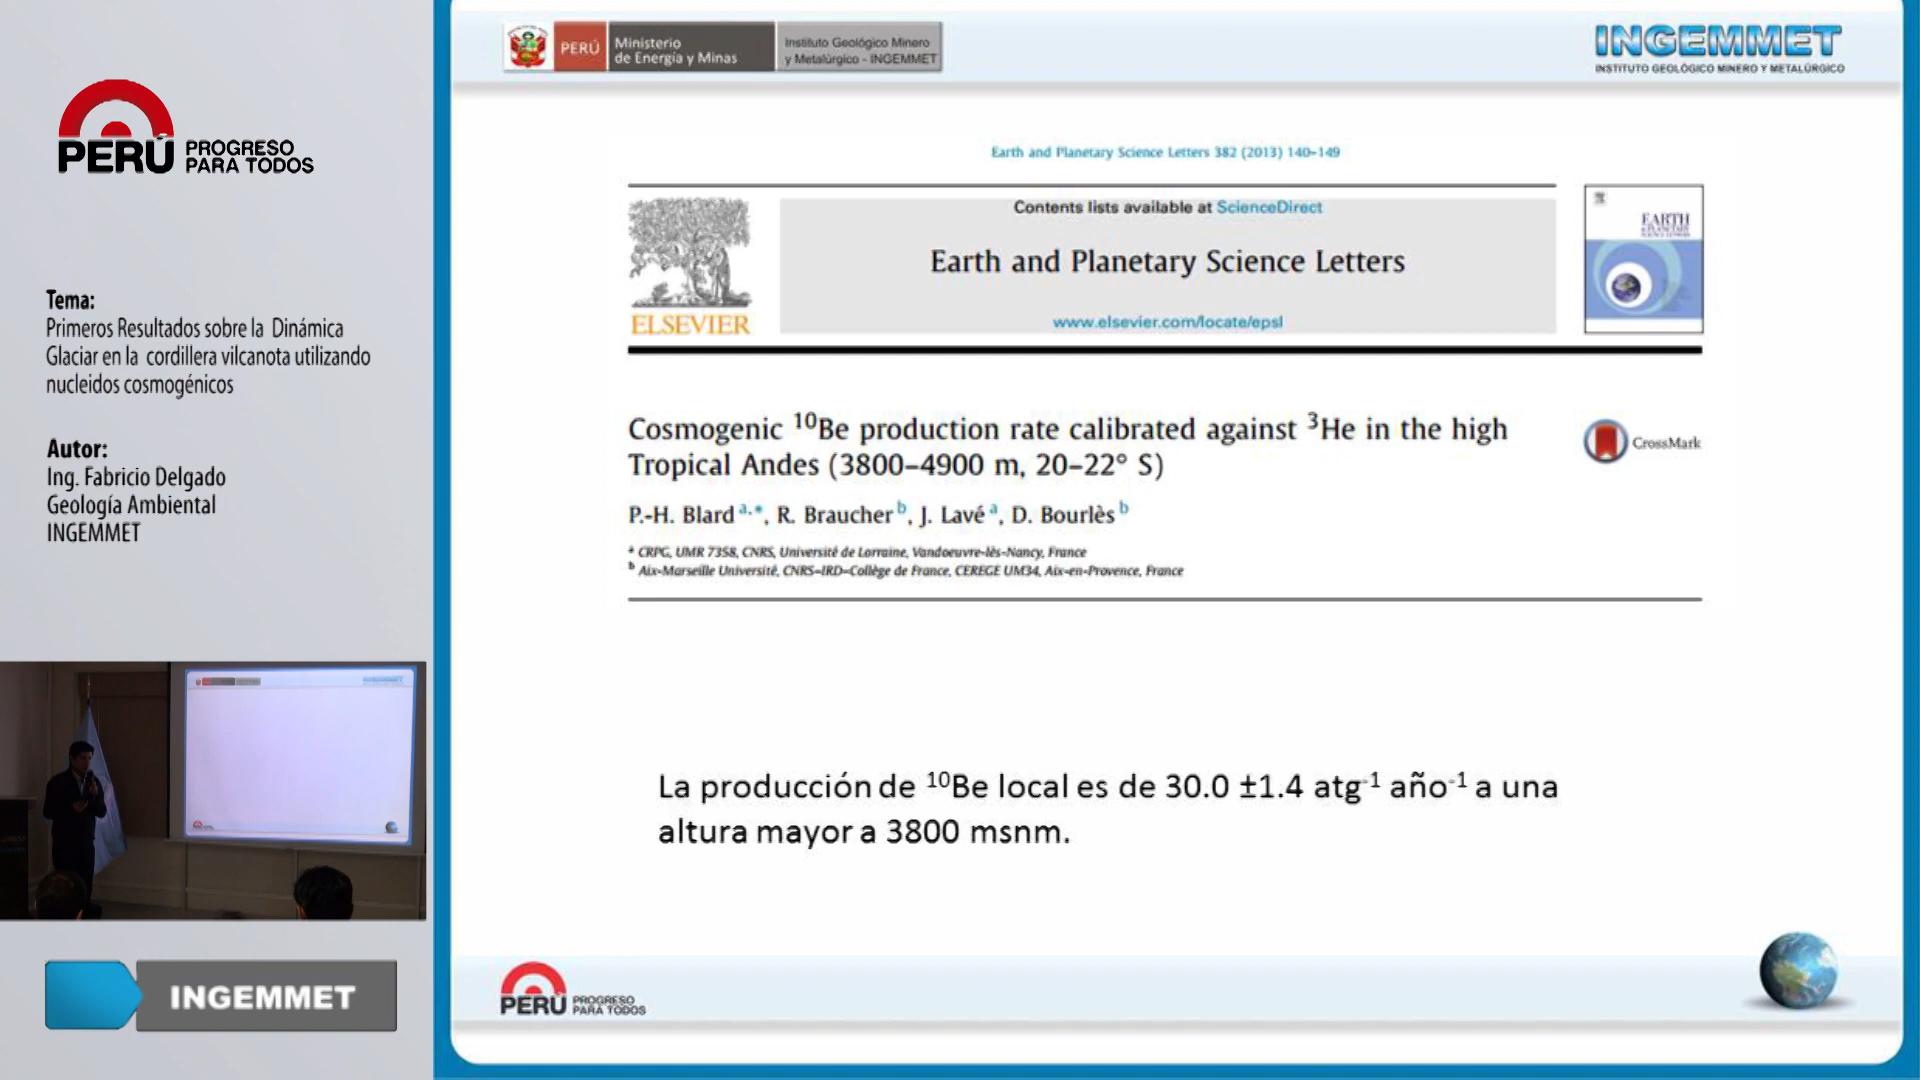 PERÚ PROGRESO PARA TODOS
Tema:
Primeros Resultados sobre la Dinámica
Glaciar en la cordillera vilcanota utilizando
nucleidos cosmogénicos
Autor:
Ing. Fabricio Delgado
Geología Ambiental
INGEMMET
INGEMMET
PERÚ
Ministerio
de Energía y Minas
Instituto Geológico Minero
y Metalúrgico - INGEMMET
INGEMMET
INSTITUTO GEOLÓGICO MINERO Y METALÚRGICO
Earth and Planetary Science Letters 382 (2013) 140–149
Contents lists available at ScienceDirect
Earth and Planetary Science Letters
www.elsevier.com/locate/epsl
ELSEVIER
EARTH
Cosmogenic ¹⁰Be production rate calibrated against ³He in the high
Tropical Andes (3800–4900 m, 20–22° S)
CrossMark
P.-H. Blard ᵃ,*, R. Braucher ᵇ, J. Lavé ᵃ, D. Bourlès ᵇ
ᵃ CRPG, UMR 7358, CNRS, Université de Lorraine, Vandoeuvre-lès-Nancy, France
ᵇ Aix-Marseille Université, CNRS–IRD–Collège de France, CEREGE UM34, Aix-en-Provence, France
La producción de ¹⁰Be local es de 30.0 ±1.4 atg⁻¹ año⁻¹ a una
altura mayor a 3800 msnm.
PERÚ PROGRESO PARA TODOS